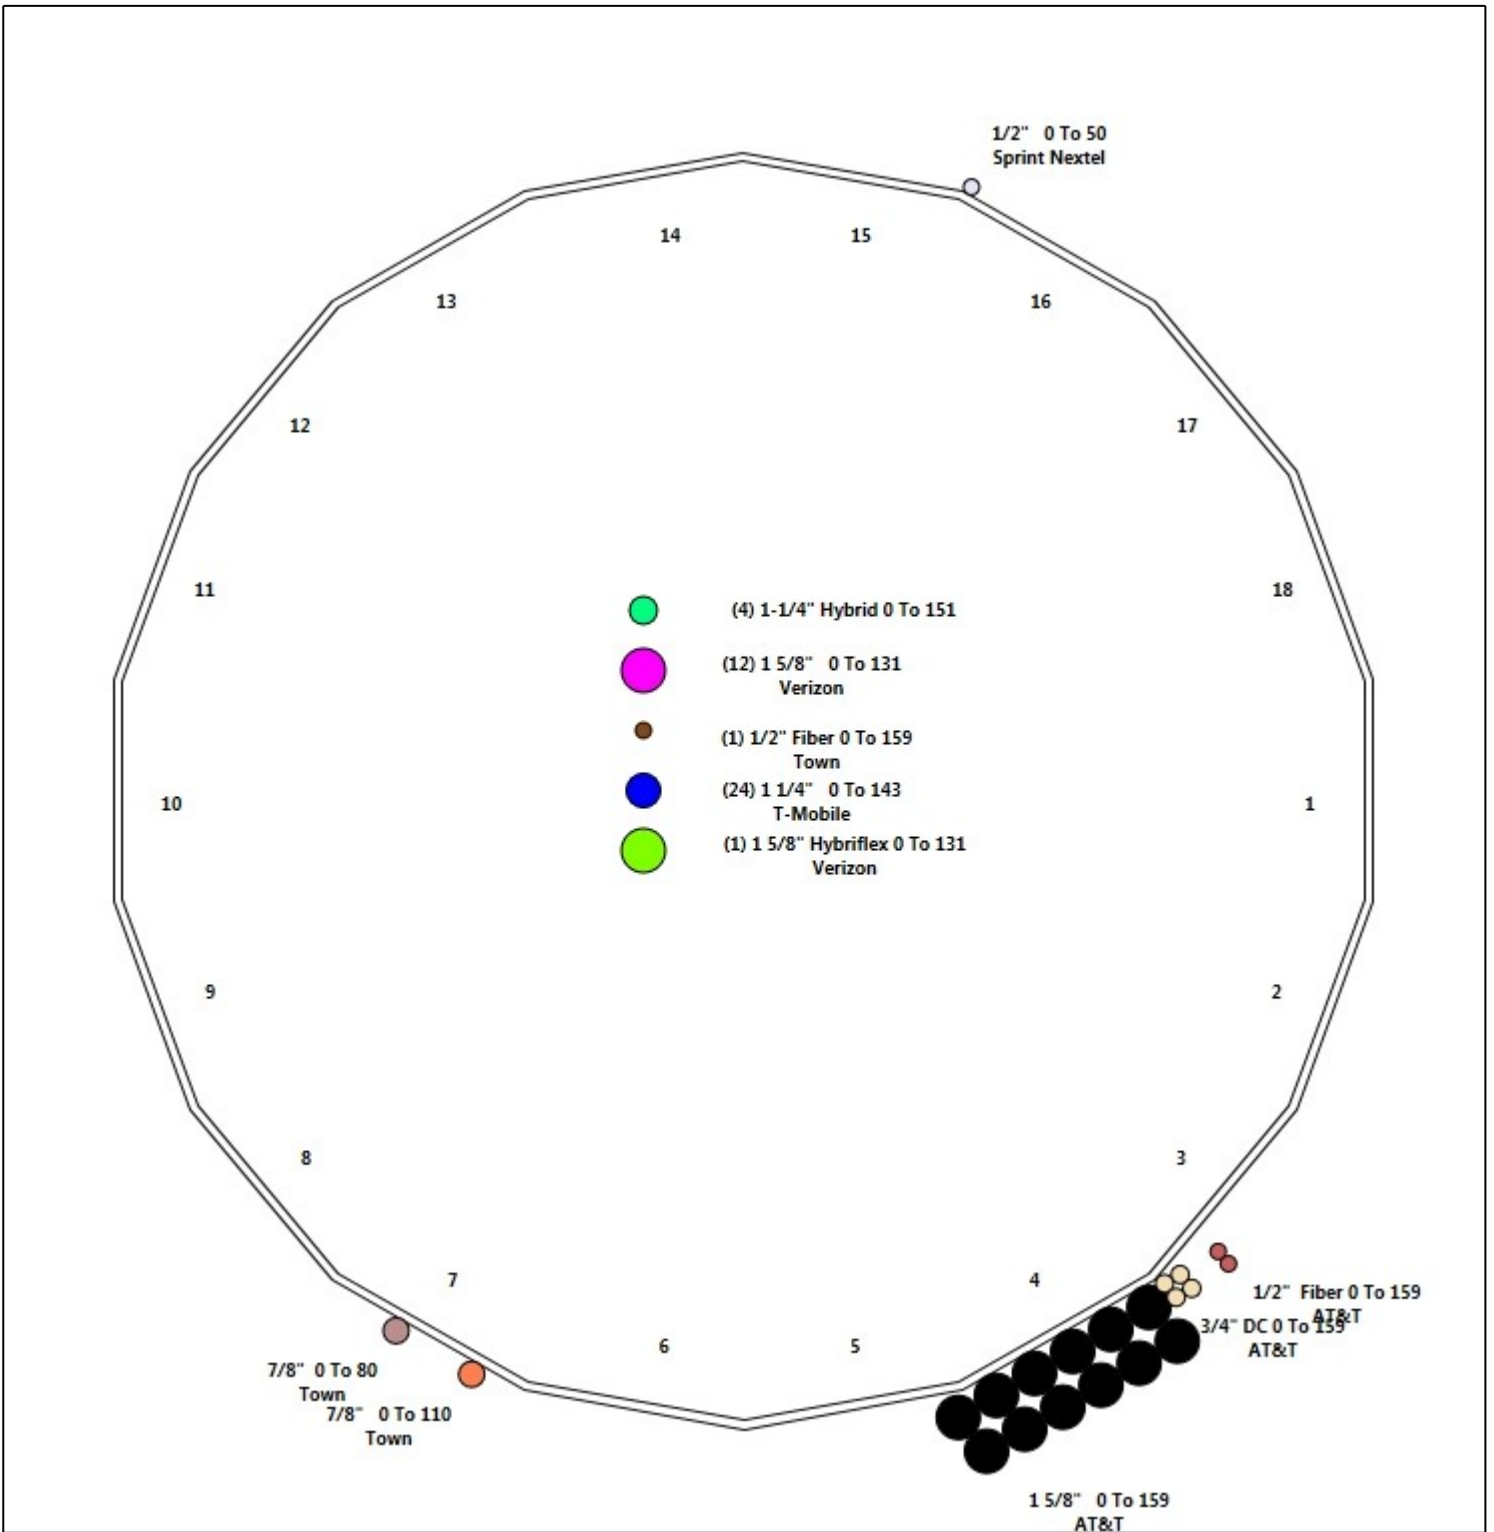 1/2" 0 To 50
Sprint Nextel
14
15
13
16
12
17
11
18
(4) 1-1/4" Hybrid 0 To 151
(12) 1 5/8" 0 To 131
Verizon
(1) 1/2" Fiber 0 To 159
Town
(24) 1 1/4" 0 To 143
T-Mobile
10
1
(1) 1 5/8" Hybriflex 0 To 131
Verizon
9
2
8
3
7
4
6
5
1/2" Fiber 0 To 159
AT&T
3/4" DC 0 To 159
AT&T
7/8" 0 To 80
Town
7/8" 0 To 110
Town
1 5/8" 0 To 159
AT&T